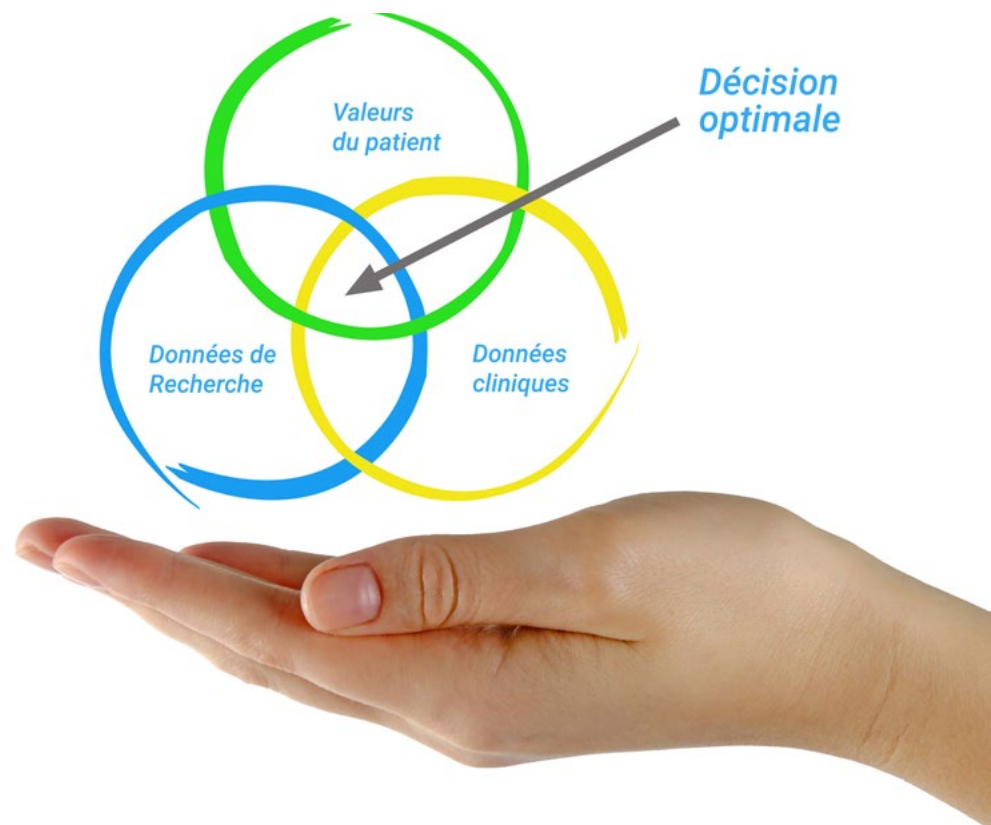 Décision
optimale
Valeurs
du patient
Données de
Recherche
Données
cliniques